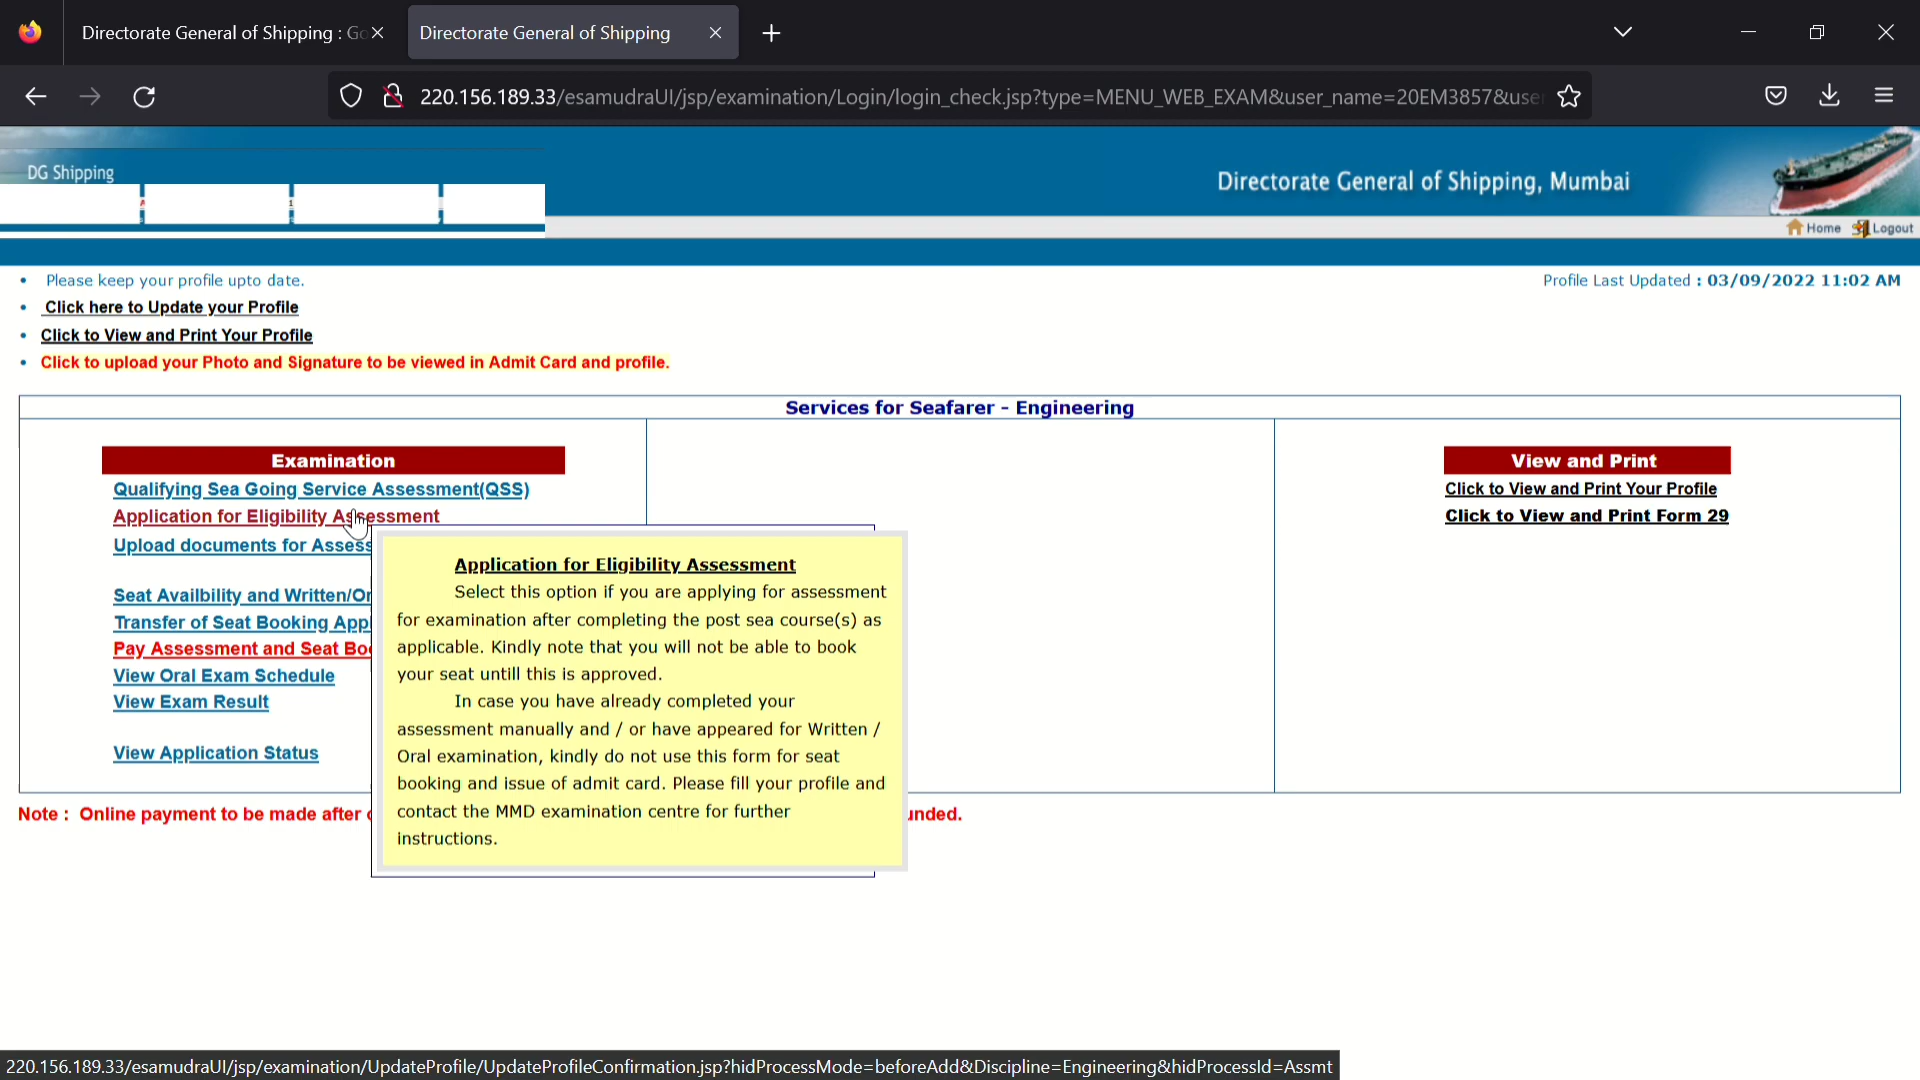 Directorate General of Shipping : Go
Directorate General of Shipping
220.156.189.33/esamudraUI/jsp/examination/Login/login_check.jsp?type=MENU_WEB_EXAM&user_name=20EM3857&user
DG Shipping
Directorate General of Shipping, Mumbai
Home Logout
Please keep your profile upto date.
Profile Last Updated : 03/09/2022 11:02 AM
Click here to Update your Profile
Click to View and Print Your Profile
Click to upload your Photo and Signature to be viewed in Admit Card and profile.
Services for Seafarer - Engineering
Examination
Qualifying Sea Going Service Assessment(QSS)
Application for Eligibility Assessment
Upload documents for Assess
Seat Availbility and Written/Or
Transfer of Seat Booking Appl
Pay Assessment and Seat Boo
View Oral Exam Schedule
View Exam Result
View Application Status
Application for Eligibility Assessment
Select this option if you are applying for assessment
for examination after completing the post sea course(s) as
applicable. Kindly note that you will not be able to book
your seat untill this is approved.
In case you have already completed your
assessment manually and / or have appeared for Written /
Oral examination, kindly do not use this form for seat
booking and issue of admit card. Please fill your profile and
contact the MMD examination centre for further
instructions.
View and Print
Click to View and Print Your Profile
Click to View and Print Form 29
Note : Online payment to be made after
unded.
220.156.189.33/esamudraUI/jsp/examination/UpdateProfile/UpdateProfileConfirmation.jsp?hidProcessMode=beforeAdd&Discipline=Engineering&hidProcessId=Assmt